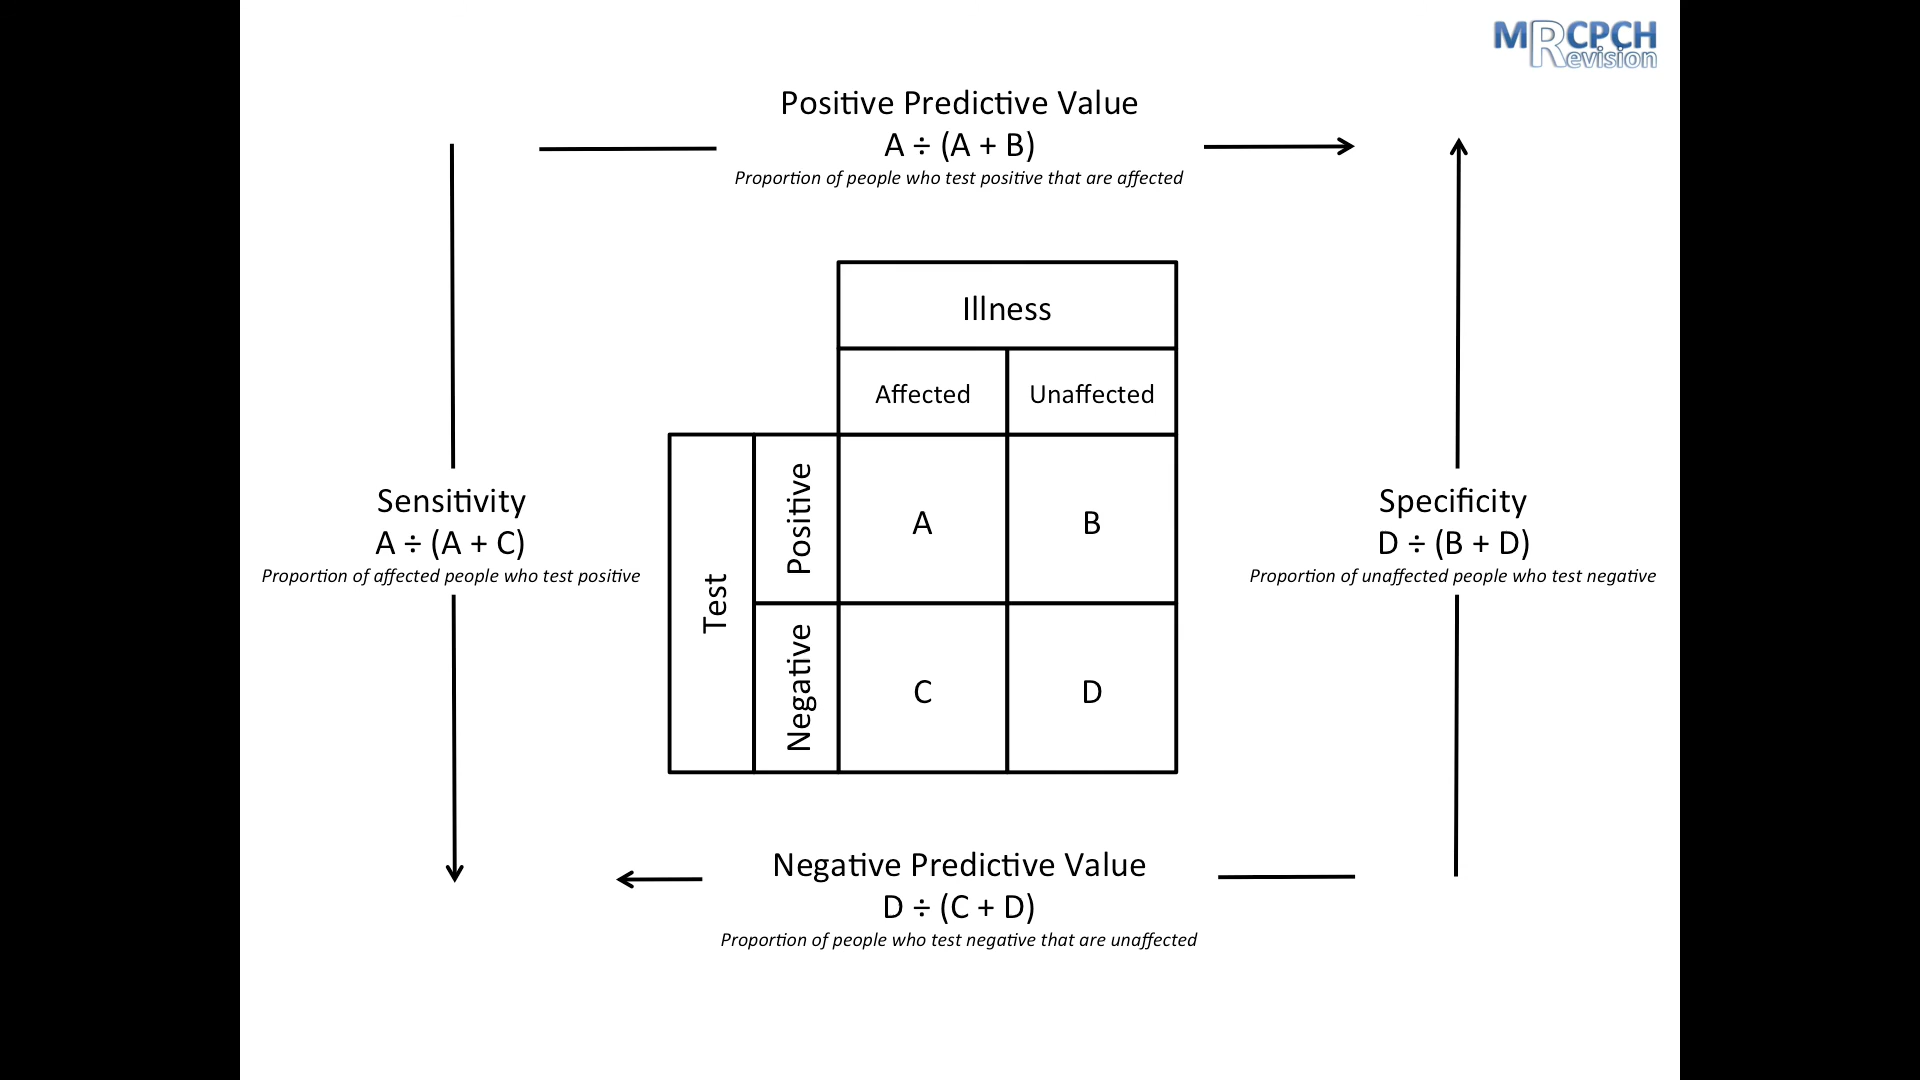 MRCPCH
Revision
Positive Predictive Value
A ÷ (A + B)
Proportion of people who test positive that are affected
Illness
Affected
Unaffected
Sensitivity
A ÷ (A + C)
Proportion of affected people who test positive
Test
Positive
A
B
Negative
C
D
Specificity
D ÷ (B + D)
Proportion of unaffected people who test negative
Negative Predictive Value
D ÷ (C + D)
Proportion of people who test negative that are unaffected